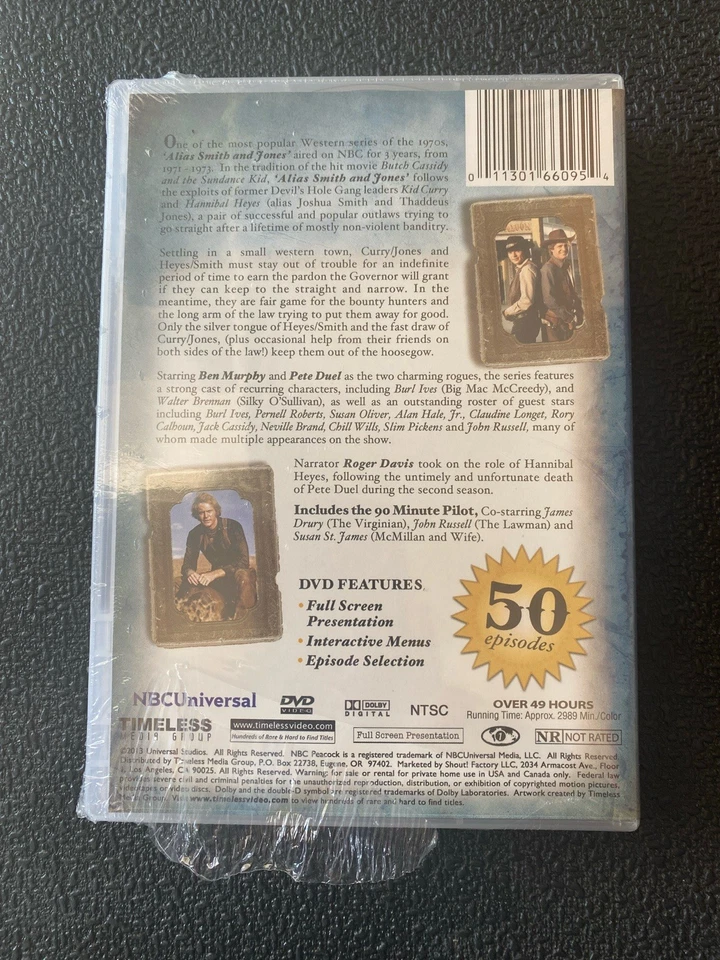 One of the most popular Western series of the 1970s,
'Alias Smith and Jones' aired on NBC for 3 years, from
1971 - 1973. In the tradition of the hit movie Butch Cassidy
and the Sundance Kid, 'Alias Smith and Jones' follows
the exploits of former Devil's Hole Gang leaders Kid Curry
and Hannibal Heyes (alias Joshua Smith and Thaddeus
Jones), a pair of successful and popular outlaws trying to
go straight after a lifetime of mostly non-violent banditry.
0 11301 66095 4
Settling in a small western town, Curry/Jones and
Heyes/Smith must stay out of trouble for an indefinite
period of time to earn the pardon the Governor will grant
if they can keep to the straight and narrow. In the
meantime, they are fair game for the bounty hunters and
the long arm of the law trying to put them away for good.
Only the silver tongue of Heyes/Smith and the fast draw of
Curry/Jones, (plus occasional help from their friends on
both sides of the law!) keep them out of the hoosegow.
Starring Ben Murphy and Pete Duel as the two charming rogues, the series features
a strong cast of recurring characters, including Burl Ives (Big Mac McCreedy), and
Walter Brennan (Silky O'Sullivan), as well as an outstanding roster of guest stars
including Burl Ives, Pernell Roberts, Susan Oliver, Alan Hale, Jr., Claudine Longet, Rory
Calhoun, Jack Cassidy, Neville Brand, Chill Wills, Slim Pickens and John Russell, many of
whom made multiple appearances on the show.
Narrator Roger Davis took on the role of Hannibal
Heyes, following the untimely and unfortunate death
of Pete Duel during the second season.
Includes the 90 Minute Pilot, Co-starring James
Drury (The Virginian), John Russell (The Lawman) and
Susan St. James (McMillan and Wife).
DVD FEATURES
• Full Screen
Presentation
• Interactive Menus
• Episode Selection
50
episodes
NBCUniversal
DVD
VIDEO
DOLBY
DIGITAL
NTSC
OVER 49 HOURS
Running Time: Approx. 2989 Min./Color
TIMELESS
MEDIA GROUP
www.timelessvideo.com
Hundreds of Rare & Hard to Find Titles
Full Screen Presentation
1
NR NOT RATED
©2013 Universal Studios. All Rights Reserved. NBC Peacock is a registered trademark of NBCUniversal Media, LLC. All Rights Reserved.
Distributed by Timeless Media Group, P.O. Box 22738, Eugene, OR 97402. Marketed by Shout! Factory LLC, 2034 Armacost Ave., Floor
1, Los Angeles, CA 90025. All Rights Reserved. Warning: for sale or rental for private home use in USA and Canada only. Federal law
provides severe civil and criminal penalties for the unauthorized reproduction, distribution, or exhibition of copyrighted motion pictures,
videotapes or video discs. Dolby and the double-D symbol are registered trademarks of Dolby Laboratories. Artwork created by Timeless
Media Group. Visit www.timelessvideo.com to view hundreds of rare and hard to find titles.